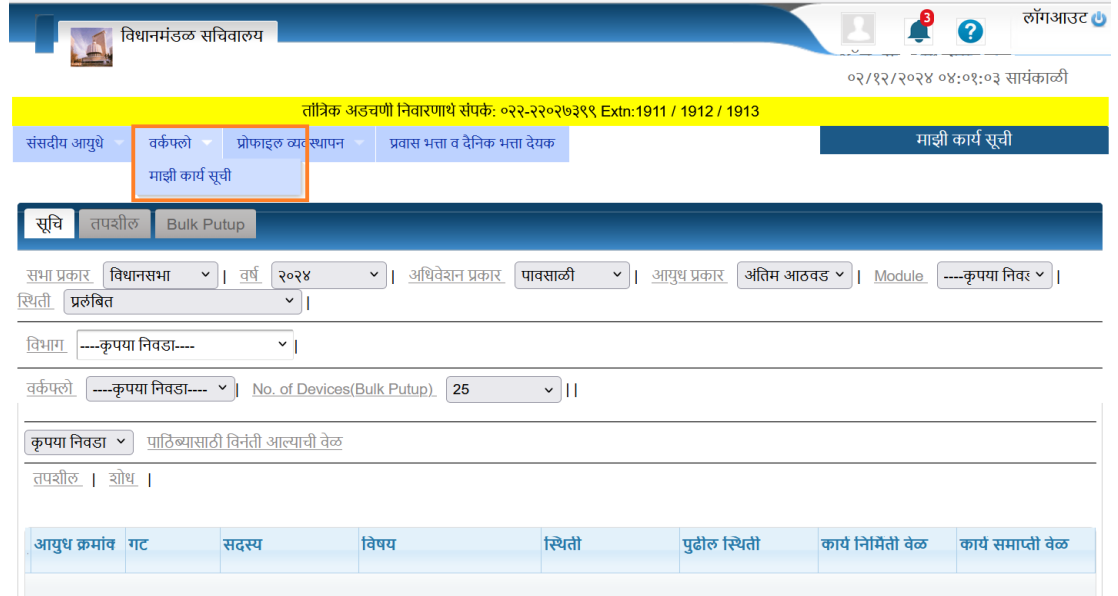 विधानमंडळ सचिवालय
3
?
लॉगआउट
०२/१२/२०२४ ०४:०१:०३ सायंकाळी
तांत्रिक अडचणी निवारणार्थ संपर्क: ०२२-२२०२७३९९ Extn:1911 / 1912 / 1913
संसदीय आयुधे वर्कफ्लो प्रोफाइल व्यवस्थापन प्रवास भत्ता व दैनिक भत्ता देयक माझी कार्य सूची
माझी कार्य सूची
सूचि तपशील Bulk Putup
सभा प्रकार विधानसभा | वर्ष २०२४ | अधिवेशन प्रकार पावसाळी | आयुध प्रकार अंतिम आठवड | Module ----कृपया निवड |
स्थिती प्रलंबित |
विभाग ----कृपया निवडा---- |
वर्कफ्लो ----कृपया निवडा---- | No. of Devices(Bulk Putup) 25 | |
कृपया निवडा पाठिंब्यासाठी विनंती आल्याची वेळ
तपशील | शोध |
आयुध क्रमांक गट सदस्य विषय स्थिती पुढील स्थिती कार्य निर्मिती वेळ कार्य समाप्ती वेळ